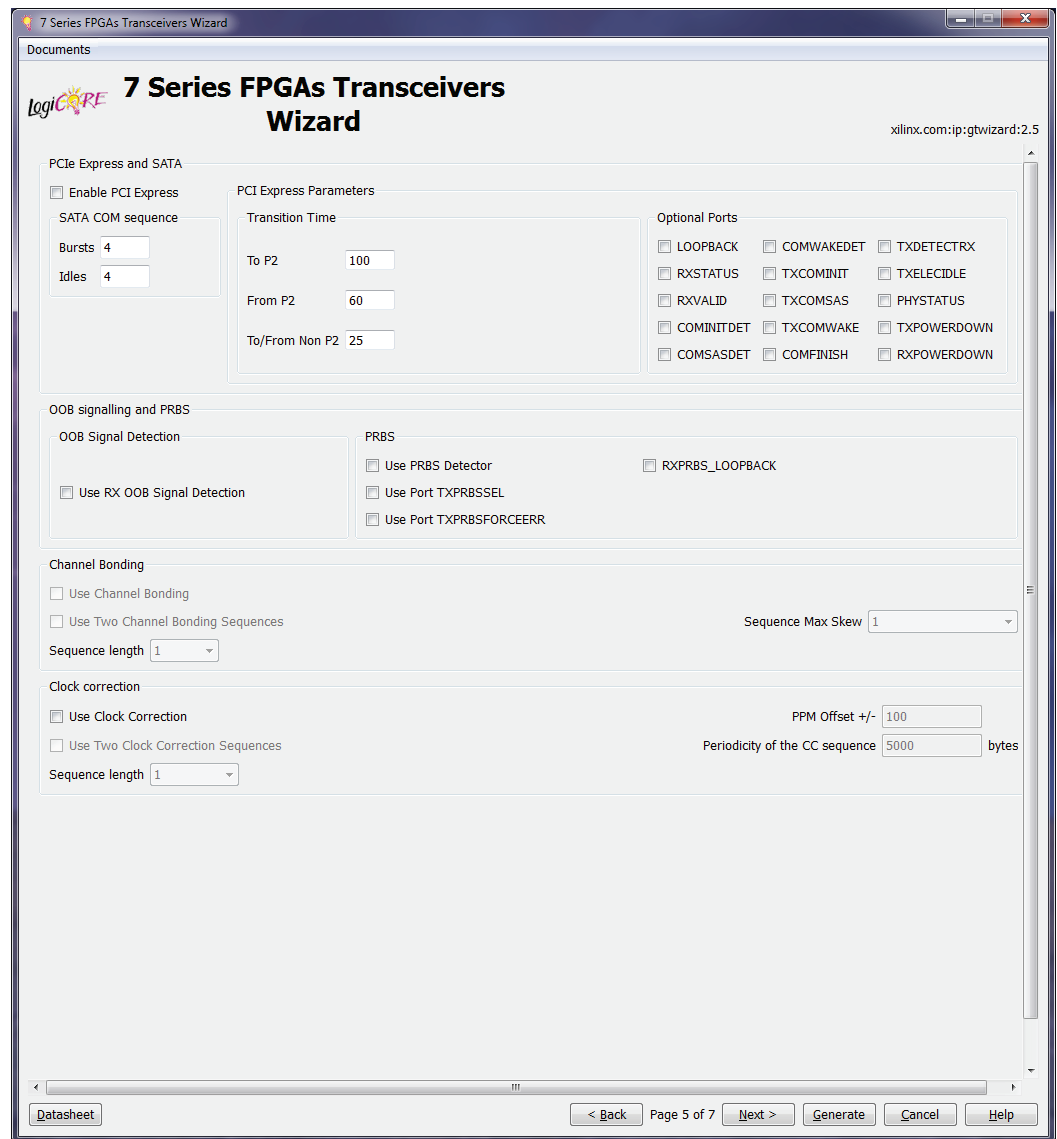 7 Series FPGAs Transceivers Wizard
Documents
LogiCORE
7 Series FPGAs Transceivers
Wizard
xilinx.com:ip:gtwizard:2.5
PCIe Express and SATA
Enable PCI Express
SATA COM sequence
Bursts 4
Idles 4
PCI Express Parameters
Transition Time
To P2 100
From P2 60
To/From Non P2 25
Optional Ports
LOOPBACK COMWAKEDET TXDETECTRX
RXSTATUS TXCOMINIT TXELECIDLE
RXVALID TXCOMSAS PHYSTATUS
COMINITDET TXCOMWAKE TXPOWERDOWN
COMSASDET COMFINISH RXPOWERDOWN
OOB signalling and PRBS
OOB Signal Detection
Use RX OOB Signal Detection
PRBS
Use PRBS Detector RXPRBS_LOOPBACK
Use Port TXPRBSSEL
Use Port TXPRBSFORCEERR
Channel Bonding
Use Channel Bonding
Use Two Channel Bonding Sequences Sequence Max Skew 1
Sequence length 1
Clock correction
Use Clock Correction PPM Offset +/- 100
Use Two Clock Correction Sequences Periodicity of the CC sequence 5000 bytes
Sequence length 1
Datasheet < Back Page 5 of 7 Next > Generate Cancel Help